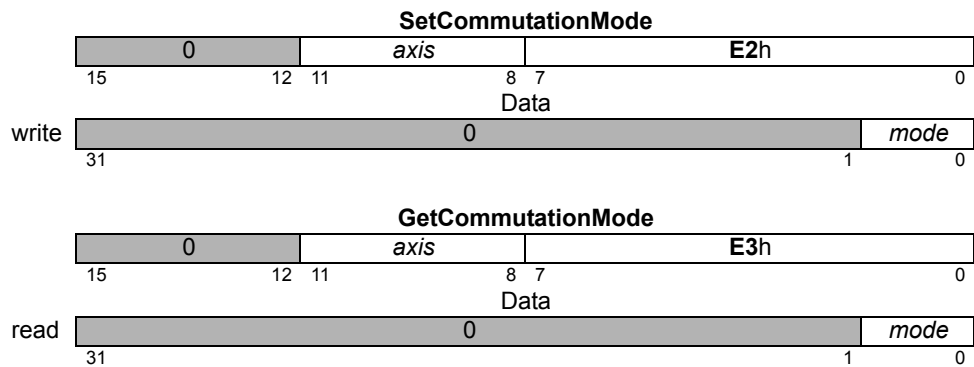 SetCommutationMode
0 axis E2h
15 12 11 8 7 0
Data
write 0 mode
31 1 0
GetCommutationMode
0 axis E3h
15 12 11 8 7 0
Data
read 0 mode
31 1 0